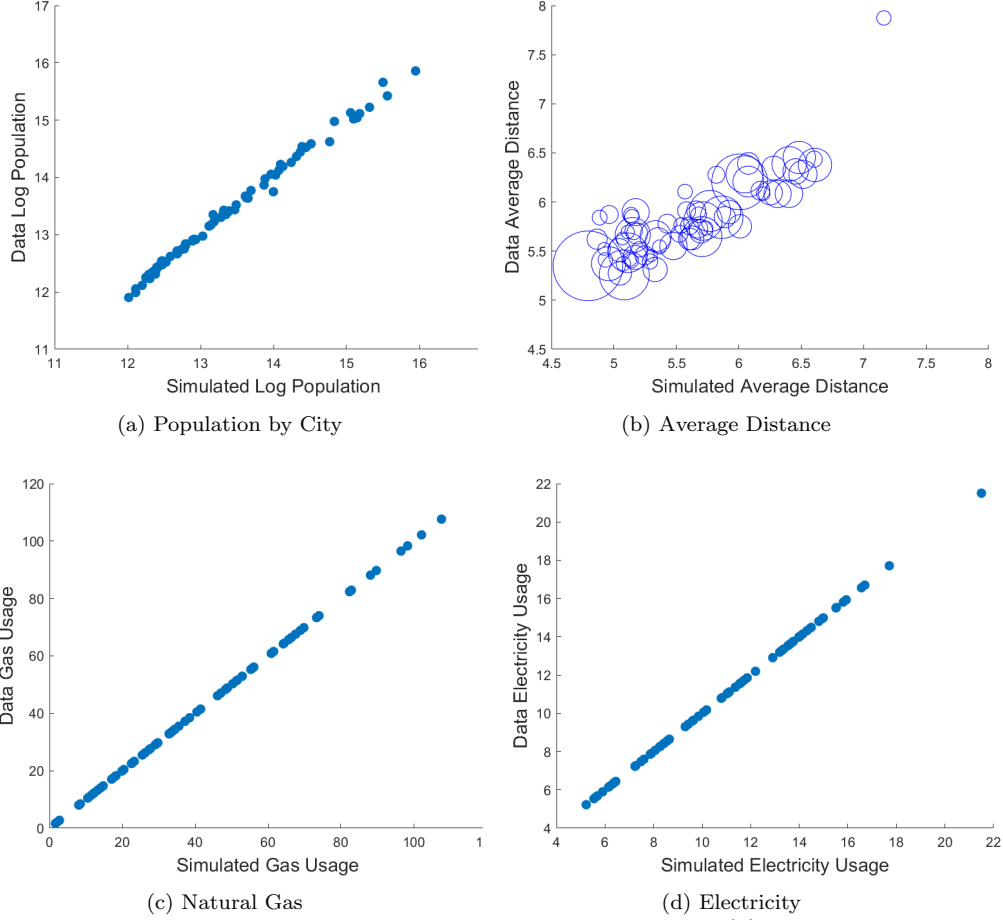 17
16
15
14
13
12
11
11 12 13 14 15 16
Data Log Population
Simulated Log Population
(a) Population by City
8
7.5
7
6.5
6
5.5
5
4.5
4.5 5 5.5 6 6.5 7 7.5 8
Data Average Distance
Simulated Average Distance
(b) Average Distance
120
100
80
60
40
20
0
0 20 40 60 80 100 1
Data Gas Usage
Simulated Gas Usage
(c) Natural Gas
22
20
18
16
14
12
10
8
6
4
4 6 8 10 12 14 16 18 20 22
Data Electricity Usage
Simulated Electricity Usage
(d) Electricity